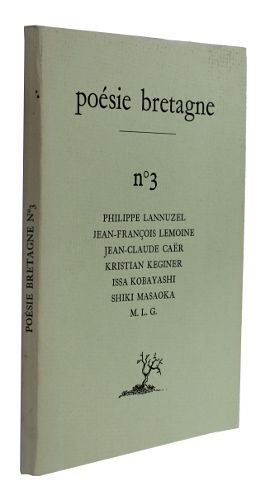 poésie bretagne
n°3
PHILIPPE LANNUZEL
JEAN-FRANÇOIS LEMOINE
JEAN-CLAUDE CAËR
KRISTIAN KEGINER
ISSA KOBAYASHI
SHIKI MASAOKA
M. L. G.
POÉSIE BRETAGNE N°3